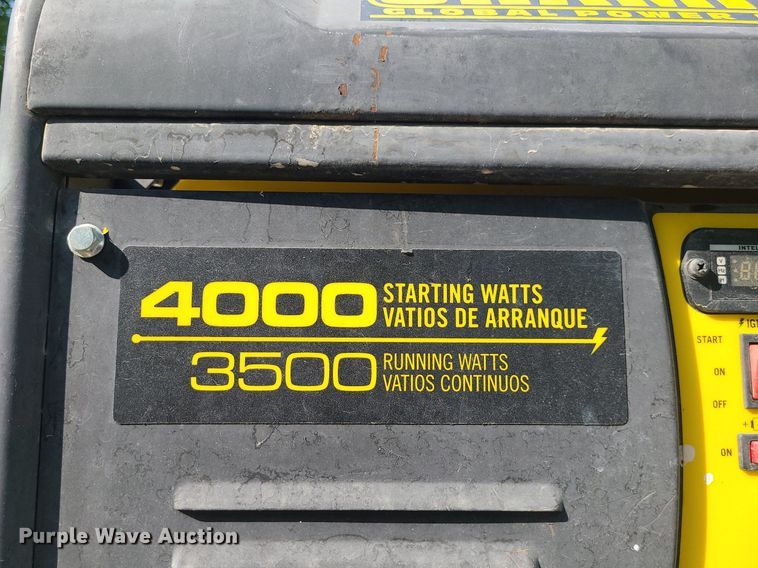 GLOBAL POWER
4000 STARTING WATTS
VATIOS DE ARRANQUE
3500 RUNNING WATTS
VATIOS CONTINUOS
START
ON
OFF
ON
Purple Wave Auction